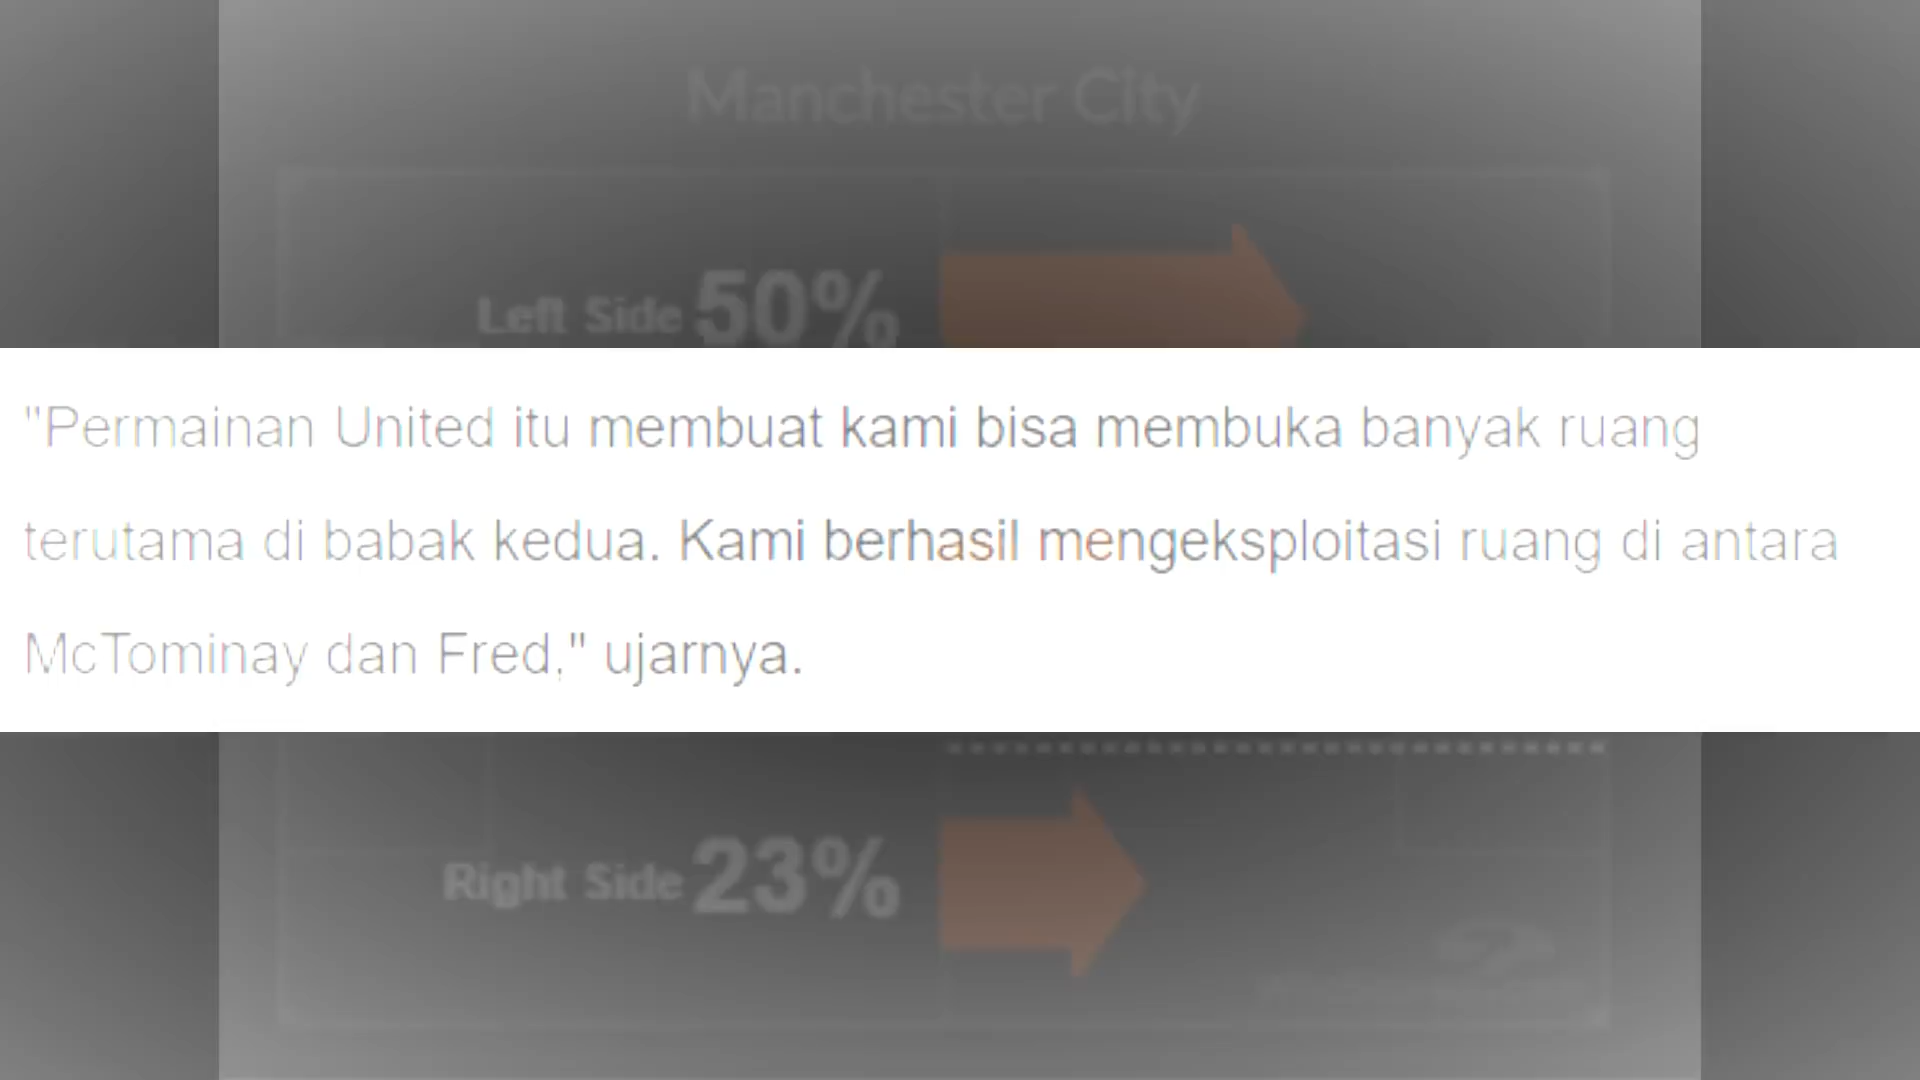 Manchester City
Left Side 50%
"Permainan United itu membuat kami bisa membuka banyak ruang
terutama di babak kedua. Kami berhasil mengeksploitasi ruang di antara
McTominay dan Fred," ujarnya.
Right Side 23%